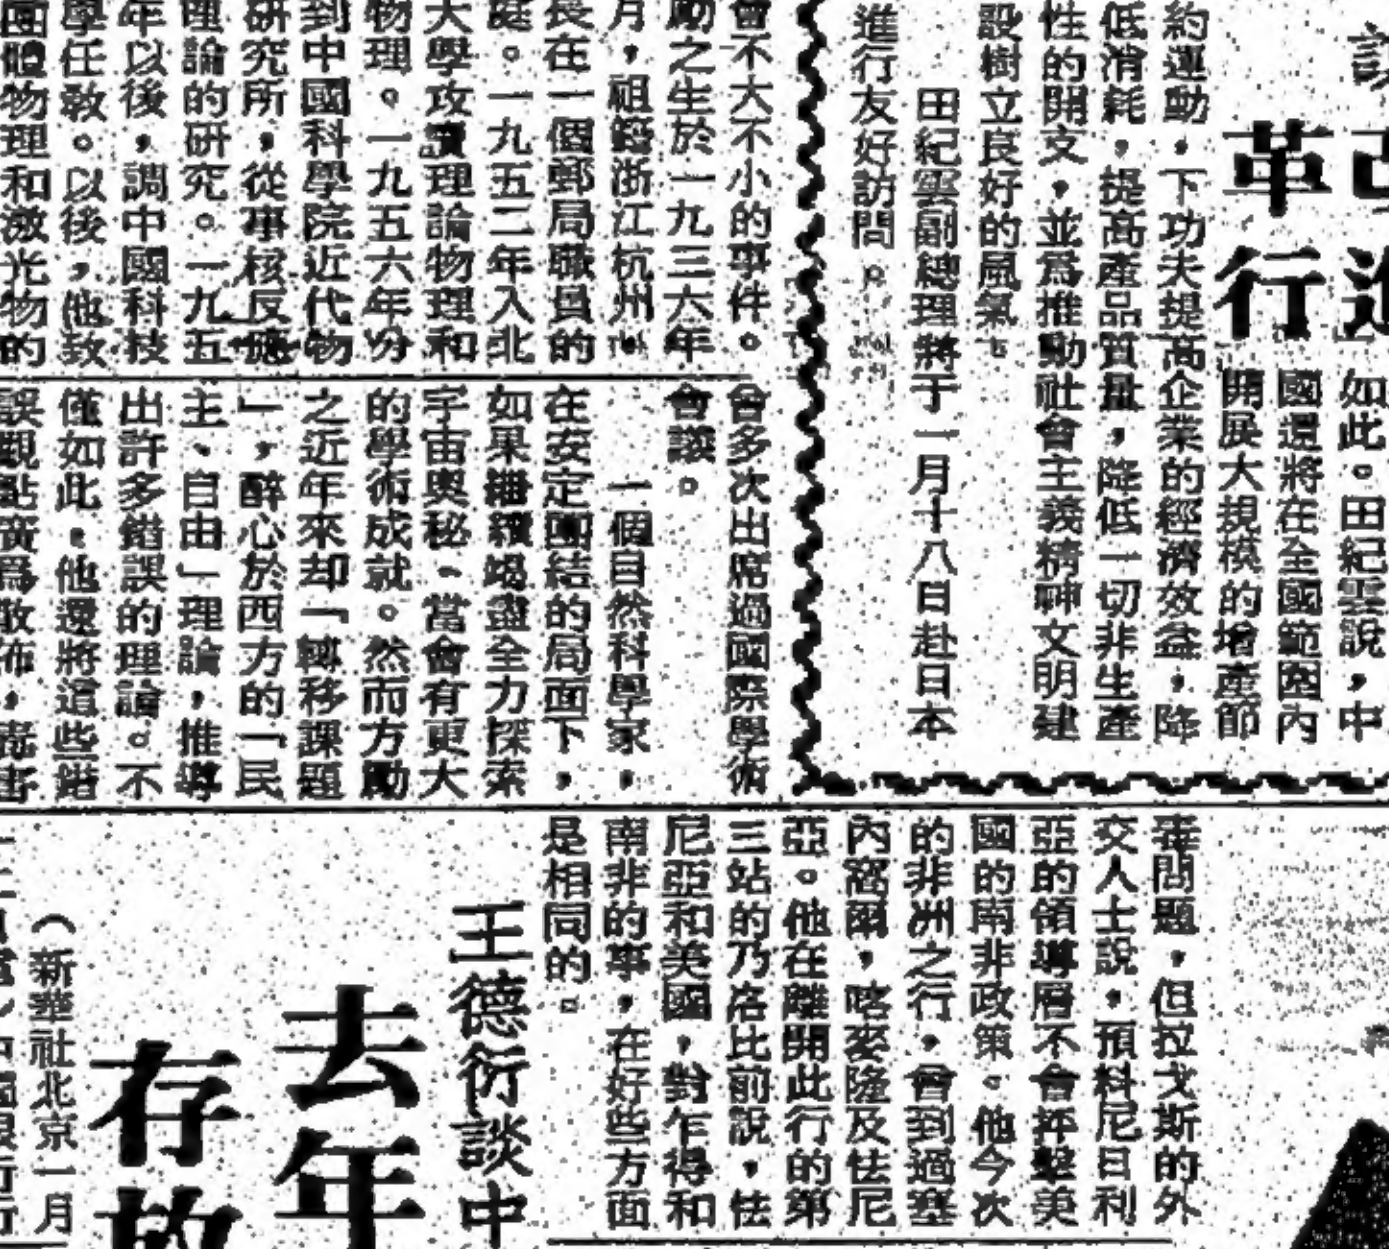 革行
如此。田紀雲說，中
國還將在全國範圍內
開展大規模的增產節
約運動，下功夫提高企業的經濟效益，降
低消耗，提高產品質量，降低一切非生產
性的開支，並爲推動社會主義精神文明建
設樹立良好的風氣。
田紀雲副總理將于一月十八日赴日本
進行友好訪問。
會不大不小的事件。
勵之生於一九三六年
月，祖籍浙江杭州
長在一個郵局職員的
庭。一九五二年入北
大學攻讀理論物理和
物理。一九五六年分
到中國科學院近代物
研究所，從事核反應
理論的研究。一九五
年以後，調中國科技
學任教。以後，他致
固體物理和激光物的
會多次出席過國際學術
會議。
一個自然科學家，
在安定團結的局面下，
如果繼續竭盡全力探索
宇宙奧秘，當會有更大
的學術成就。然而方勵
之近年來却「轉移課題
」，醉心於西方的「民
主、自由」理論，推導
出許多錯誤的理論。不
僅如此。他還將這些錯
誤觀點廣爲散佈，
問題，但拉戈斯的外
交人士說，預料尼日利
亞的領導層不會抨擊美
國的南非政策。他今次
的非洲之行，會到過塞
內窩爾，喀麥隆及怯尼
亞。他在離開此行的第
三站的乃洛比前說，怯
尼亞和美國，對乍得和
南非的事，在好些方面
是相同的。
王德衍談中
去年
存放
（新華社北京一月